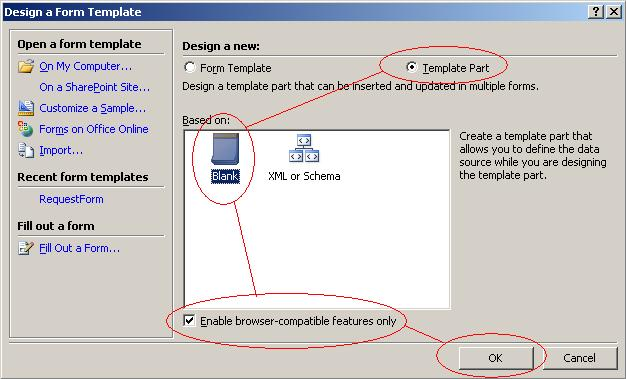 Design a Form Template
Open a form template
On My Computer...
On a SharePoint Site...
Customize a Sample...
Forms on Office Online
Import...
Recent form templates
RequestForm
Fill out a form
Fill Out a Form...
Design a new:
Form Template
Template Part
Design a template part that can be inserted and updated in multiple forms.
Based on:
Blank
XML or Schema
Create a template part that
allows you to define the data
source while you are designing
the template part.
Enable browser-compatible features only
OK
Cancel